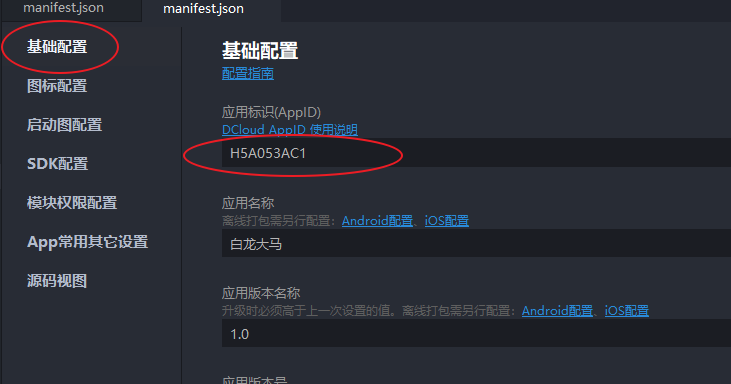 manifest.json
manifest.json
基础配置
图标配置
启动图配置
SDK配置
模块权限配置
App常用其它设置
源码视图
基础配置
配置指南
应用标识(AppID)
DCloud AppID 使用说明
H5A053AC1
应用名称
离线打包需另行配置：Android配置、iOS配置
白龙大马
应用版本名称
升级时必须高于上一次设置的值。离线打包需另行配置：Android配置、iOS配置
1.0
应用版本号